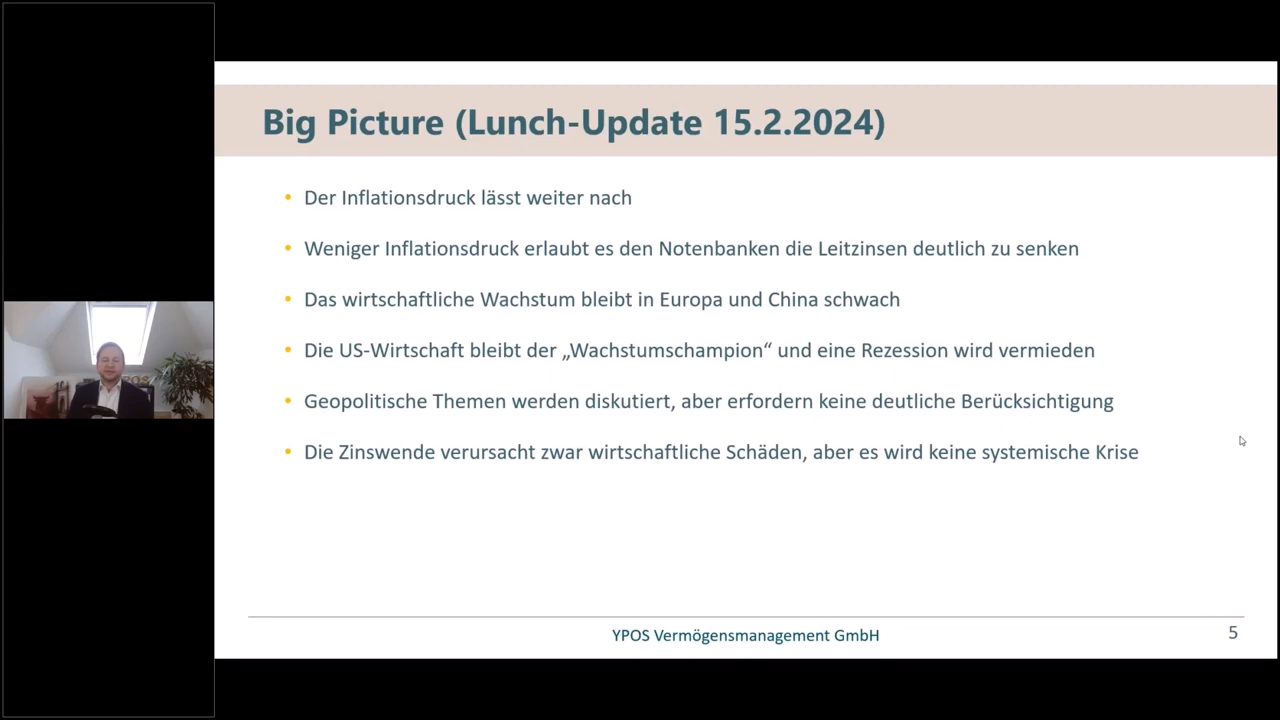 Big Picture (Lunch-Update 15.2.2024)
• Der Inflationsdruck lässt weiter nach
• Weniger Inflationsdruck erlaubt es den Notenbanken die Leitzinsen deutlich zu senken
• Das wirtschaftliche Wachstum bleibt in Europa und China schwach
• Die US-Wirtschaft bleibt der „Wachstumschampion“ und eine Rezession wird vermieden
• Geopolitische Themen werden diskutiert, aber erfordern keine deutliche Berücksichtigung
• Die Zinswende verursacht zwar wirtschaftliche Schäden, aber es wird keine systemische Krise
YPOS Vermögensmanagement GmbH
5